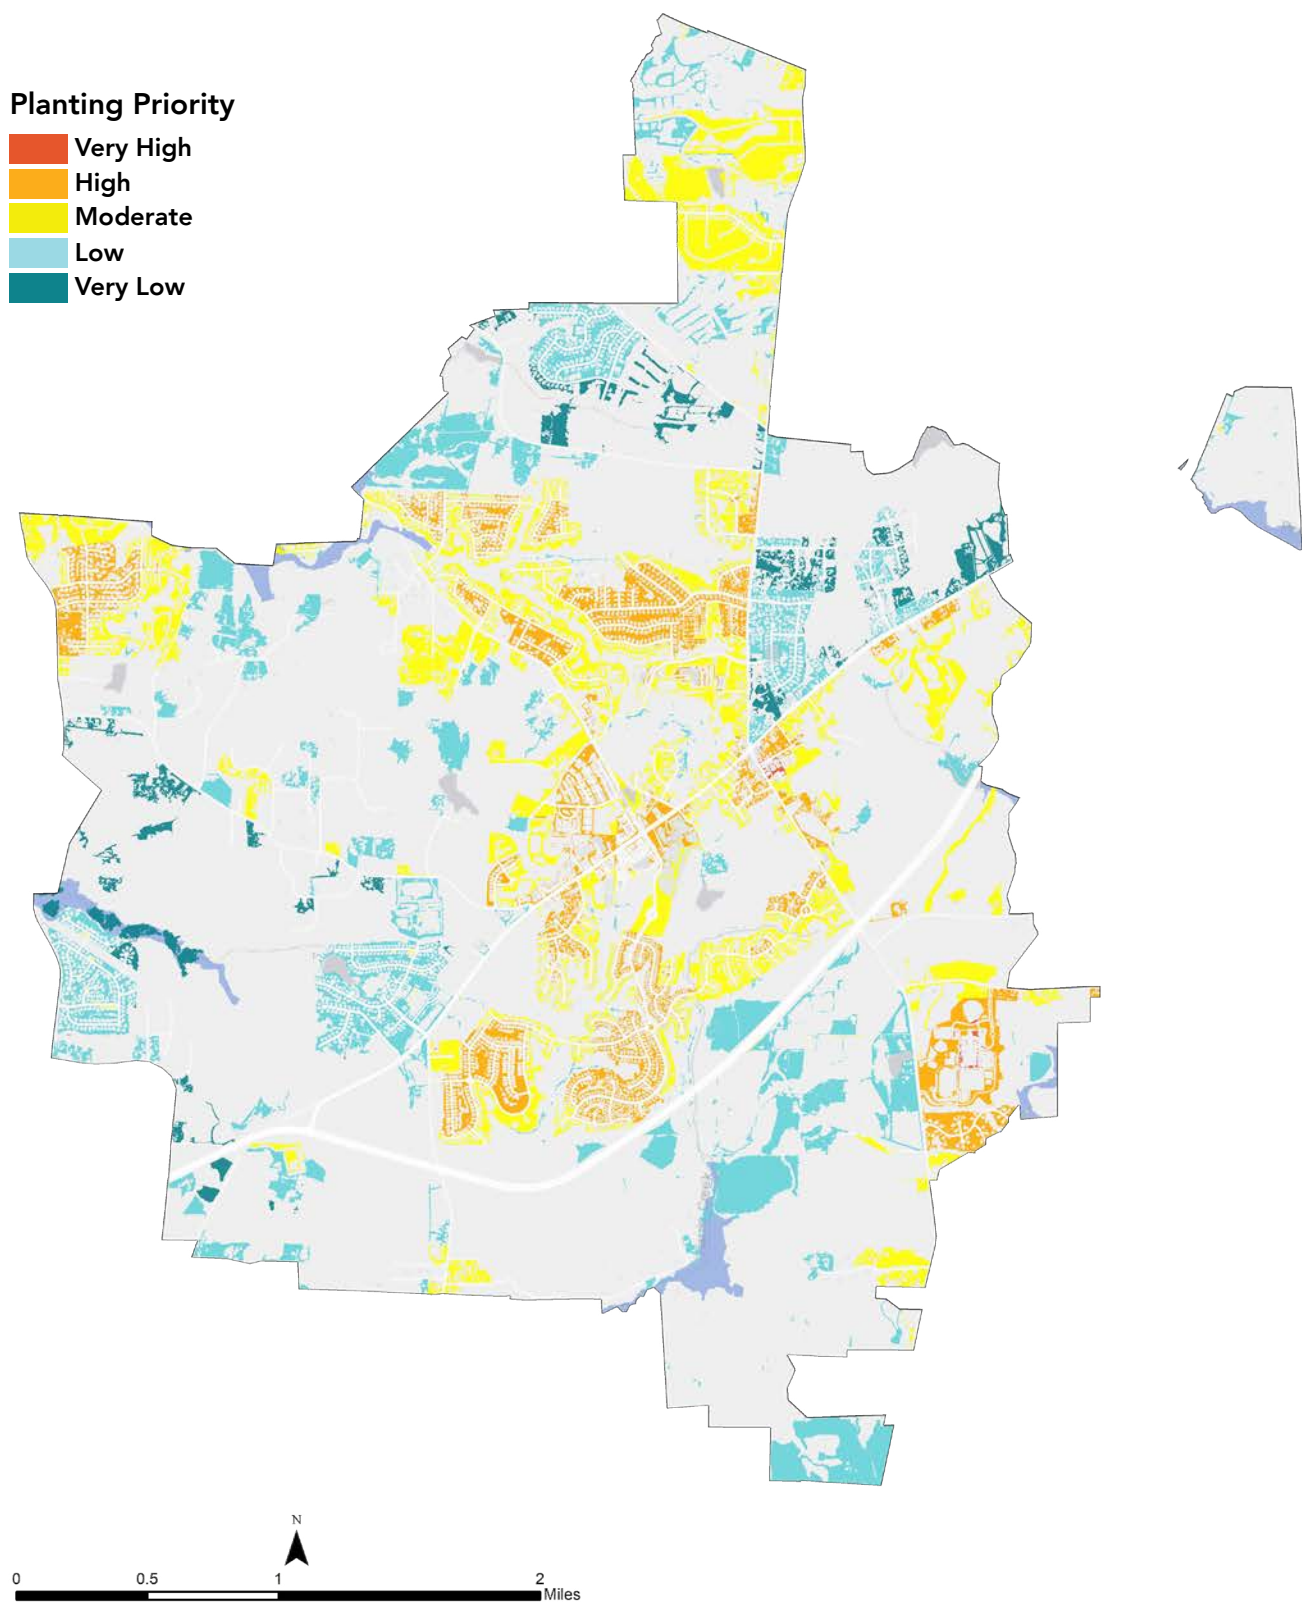 Planting Priority
Very High
High
Moderate
Low
Very Low
N
0 0.5 1 2
Miles